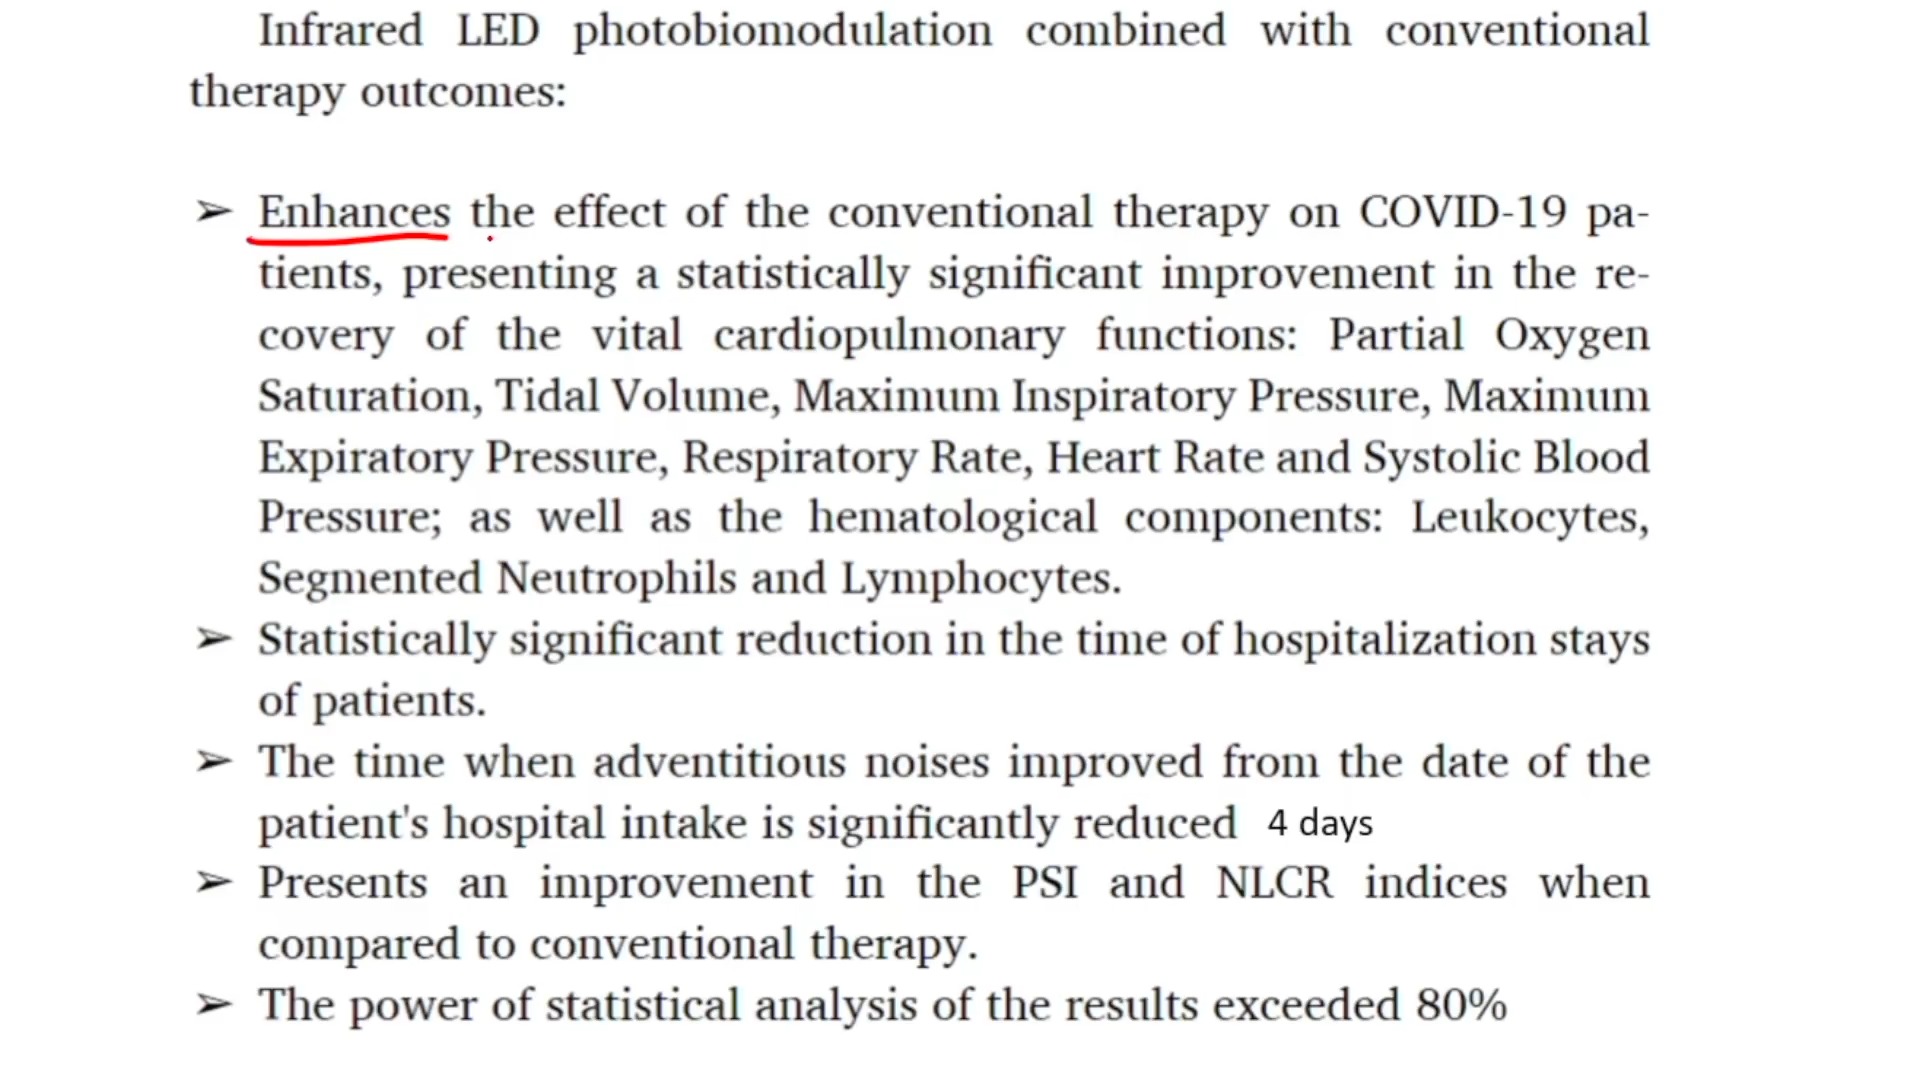 Infrared LED photobiomodulation combined with conventional
therapy outcomes:
➢ Enhances the effect of the conventional therapy on COVID-19 pa-
tients, presenting a statistically significant improvement in the re-
covery of the vital cardiopulmonary functions: Partial Oxygen
Saturation, Tidal Volume, Maximum Inspiratory Pressure, Maximum
Expiratory Pressure, Respiratory Rate, Heart Rate and Systolic Blood
Pressure; as well as the hematological components: Leukocytes,
Segmented Neutrophils and Lymphocytes.
➢ Statistically significant reduction in the time of hospitalization stays
of patients.
➢ The time when adventitious noises improved from the date of the
patient's hospital intake is significantly reduced 4 days
➢ Presents an improvement in the PSI and NLCR indices when
compared to conventional therapy.
➢ The power of statistical analysis of the results exceeded 80%